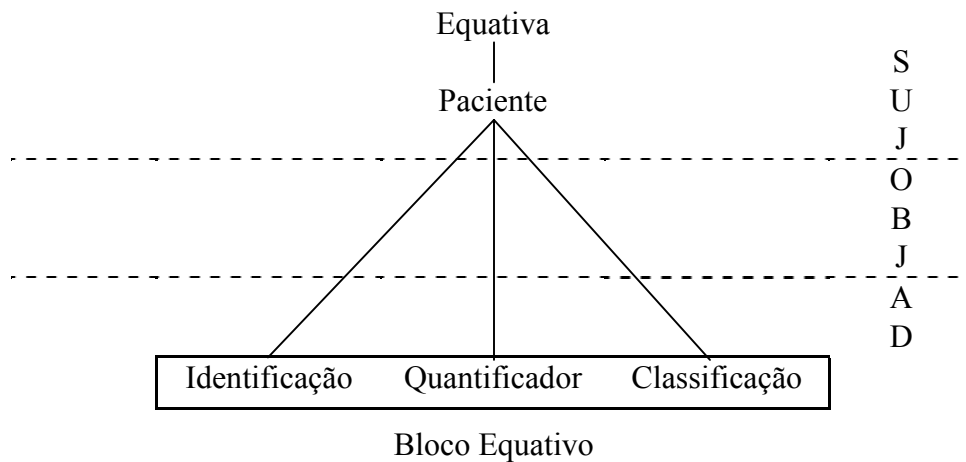 Equativa
S
Paciente
U
J
O
B
J
A
D
Identificação Quantificador Classificação
Bloco Equativo